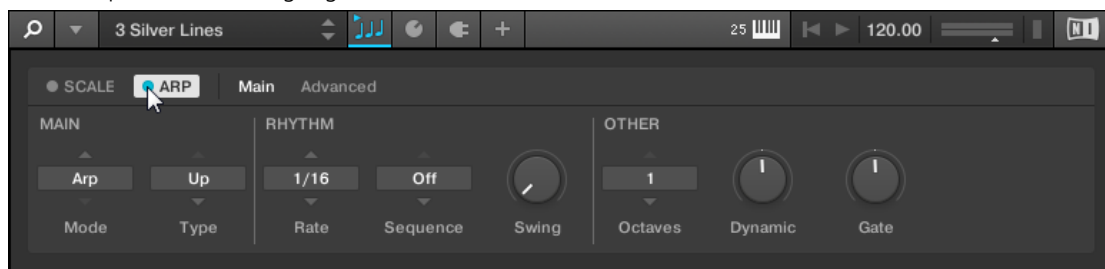 3 Silver Lines 25 120.00 NI
SCALE ARP Main Advanced
MAIN RHYTHM OTHER
Arp Up 1/16 Off 1
Mode Type Rate Sequence Swing Octaves Dynamic Gate